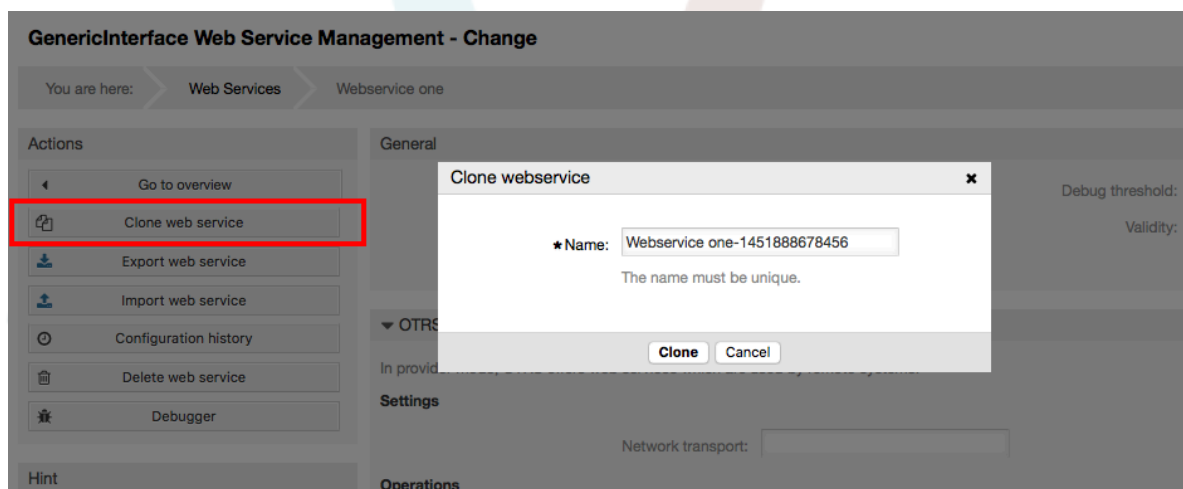 GenericInterface Web Service Management - Change
You are here: Web Services Webservice one
Actions
Go to overview
Clone web service
Export web service
Import web service
Configuration history
Delete web service
Debugger
Hint
General
Debug threshold:
Validity:
Clone webservice
* Name: Webservice one-1451888678456
The name must be unique.
Clone Cancel
OTRS
In provider
Settings
Network transport:
Operations